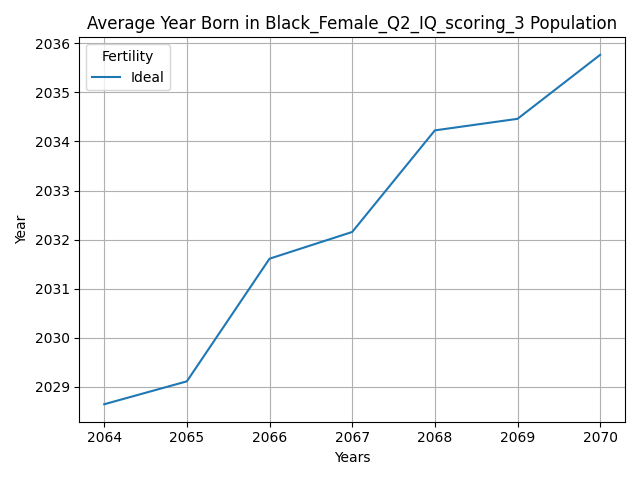 Average Year Born in Black_Female_Q2_IQ_scoring_3 Population
2036
2035
2034
2033
2032
2031
2030
2029
Year
Fertility
Ideal
2064 2065 2066 2067 2068 2069 2070
Years